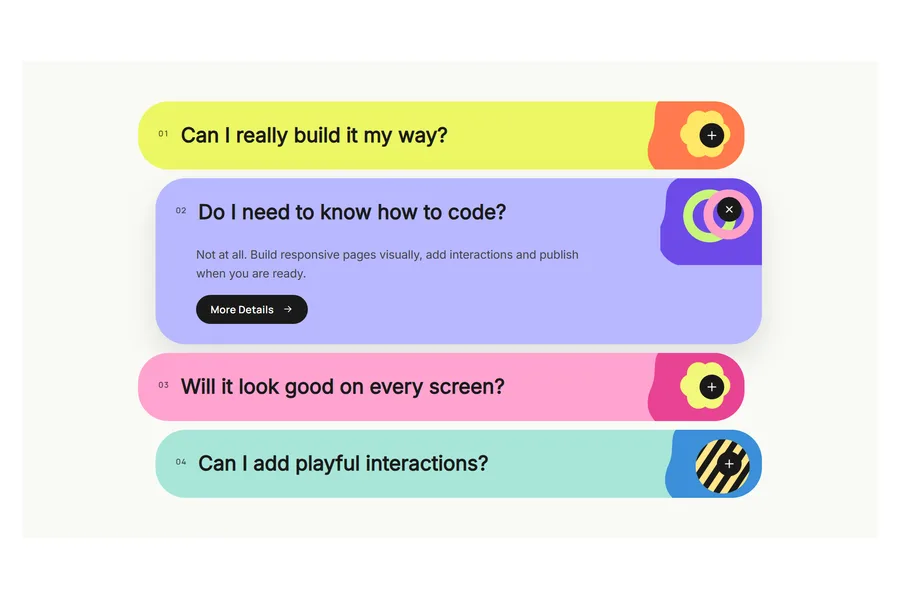 01 Can I really build it my way?
02 Do I need to know how to code?
Not at all. Build responsive pages visually, add interactions and publish
when you are ready.
More Details →
03 Will it look good on every screen?
04 Can I add playful interactions?